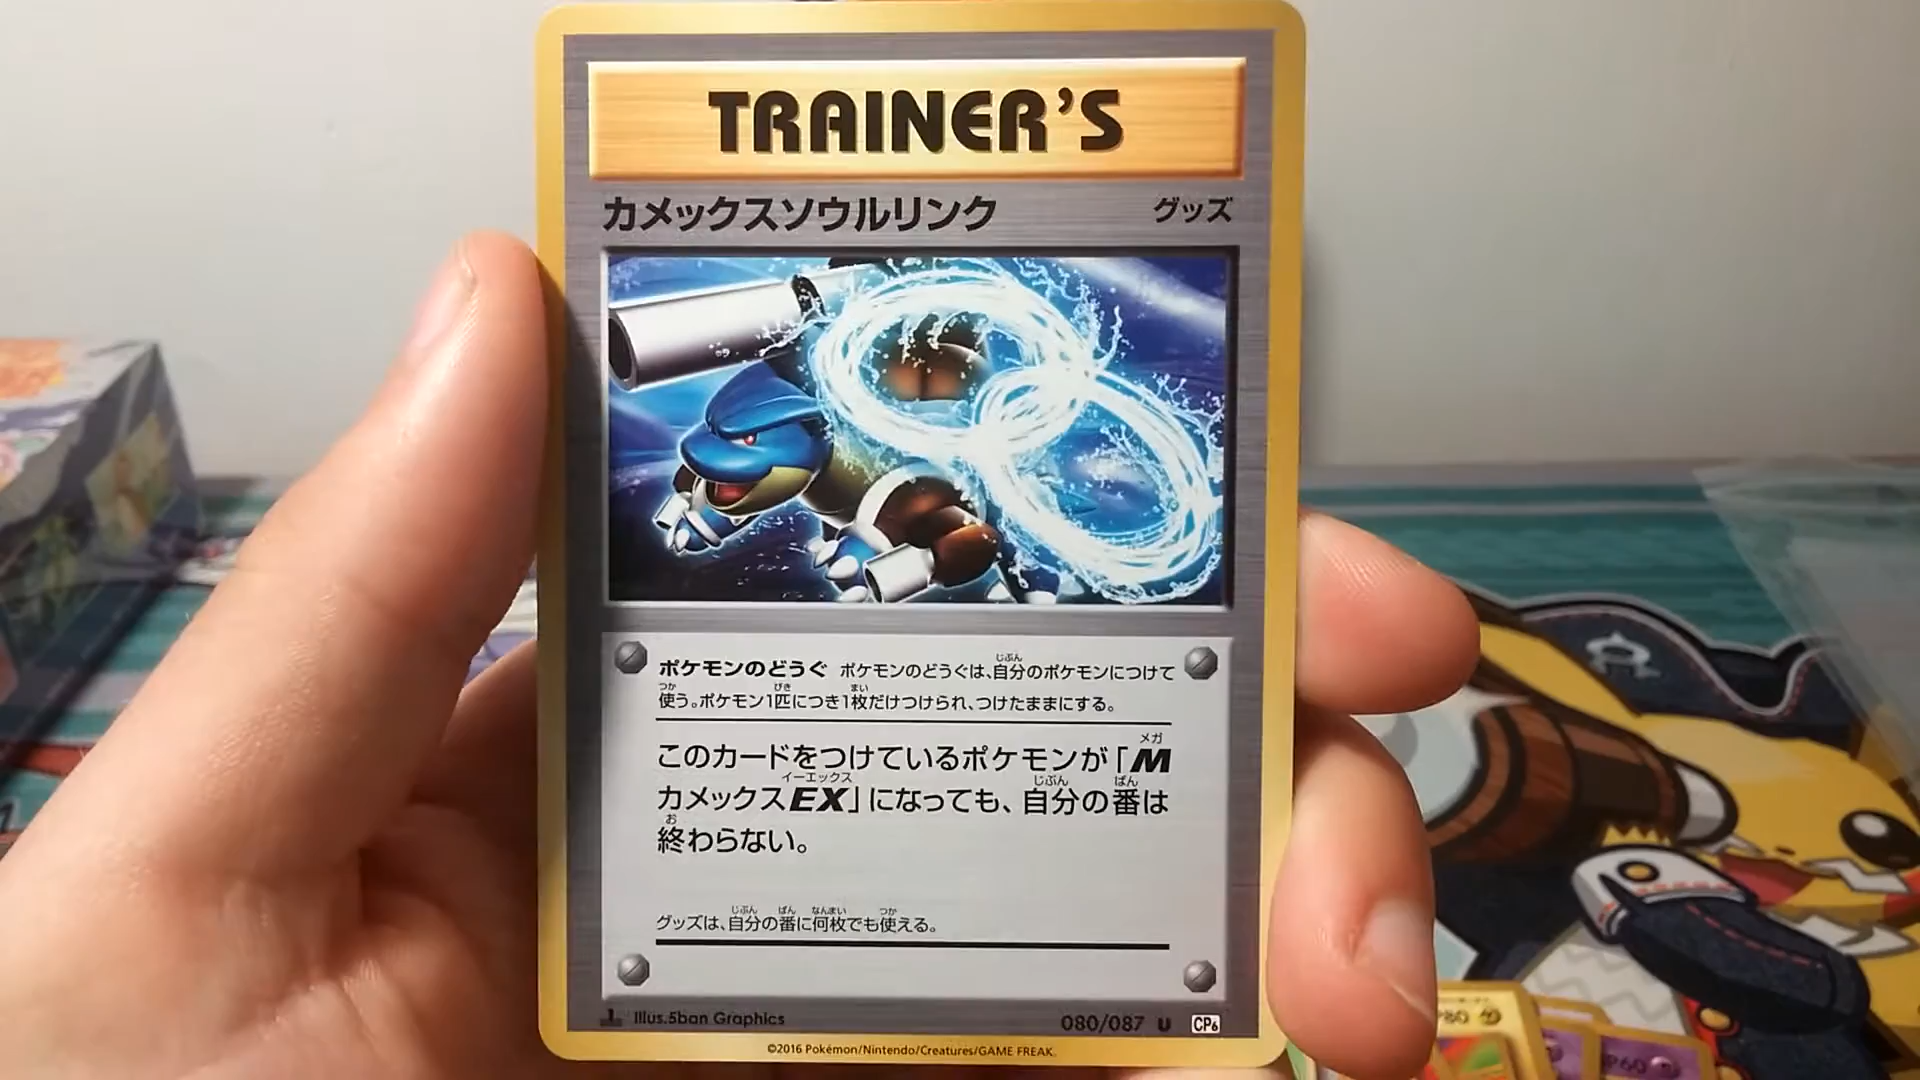 TRAINER'S
カメックスソウルリンク グッズ
ポケモンのどうぐ ポケモンのどうぐは、自分のポケモンにつけて
使う。ポケモン1匹につき1枚だけつけられ、つけたままにする。
このカードをつけているポケモンが「M
カメックスEX」になっても、自分の番は
終わらない。
グッズは、自分の番に何枚でも使える。
Illus.5ban Graphics 080/087 U CP6
©2016 Pokémon/Nintendo/Creatures/GAME FREAK.